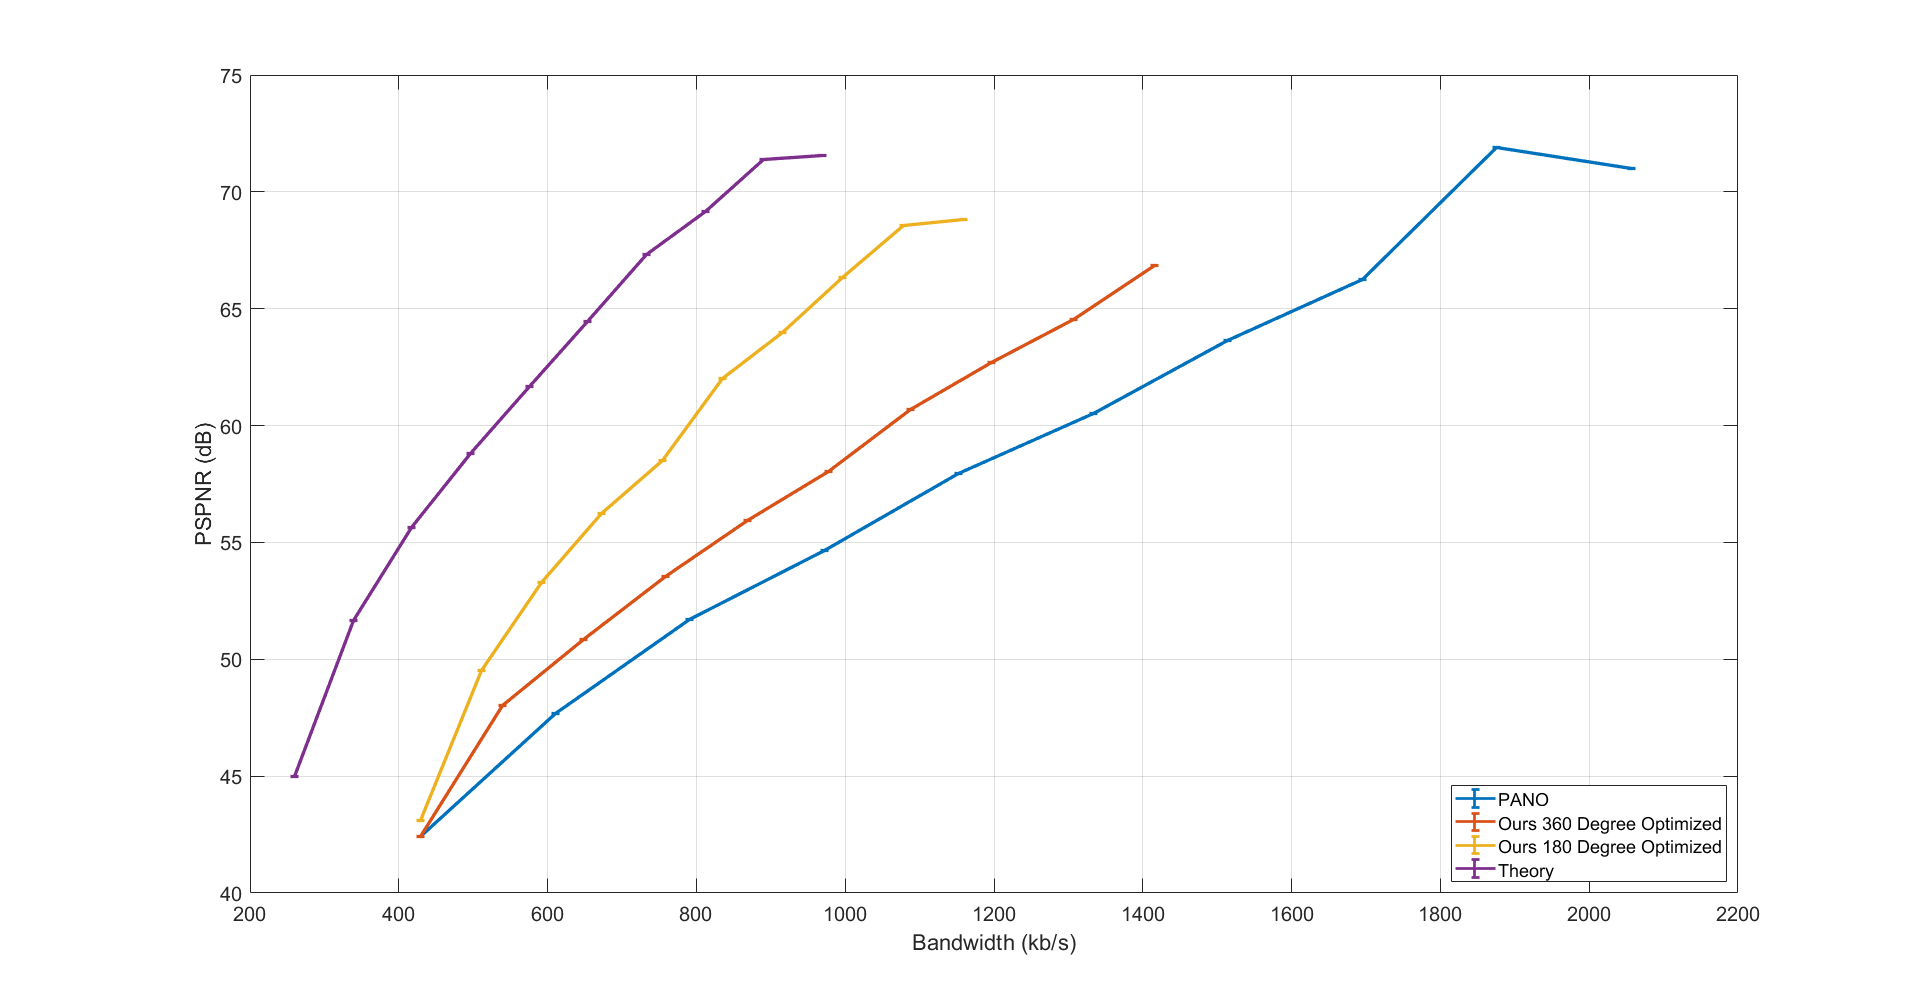 75
70
65
60
55
50
45
40
PSPNR (dB)
200 400 600 800 1000 1200 1400 1600 1800 2000 2200
Bandwidth (kb/s)
PANO
Ours 360 Degree Optimized
Ours 180 Degree Optimized
Theory